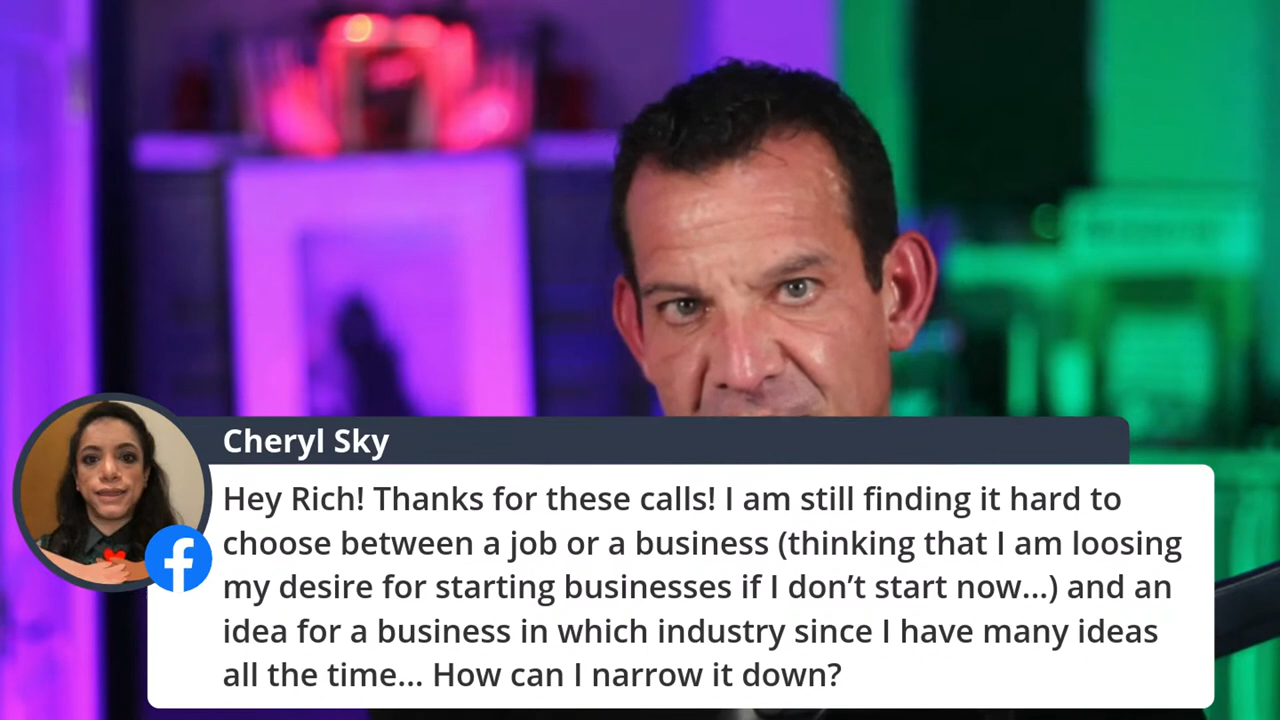 Cheryl Sky
Hey Rich! Thanks for these calls! I am still finding it hard to
choose between a job or a business (thinking that I am loosing
my desire for starting businesses if I don’t start now...) and an
idea for a business in which industry since I have many ideas
all the time... How can I narrow it down?